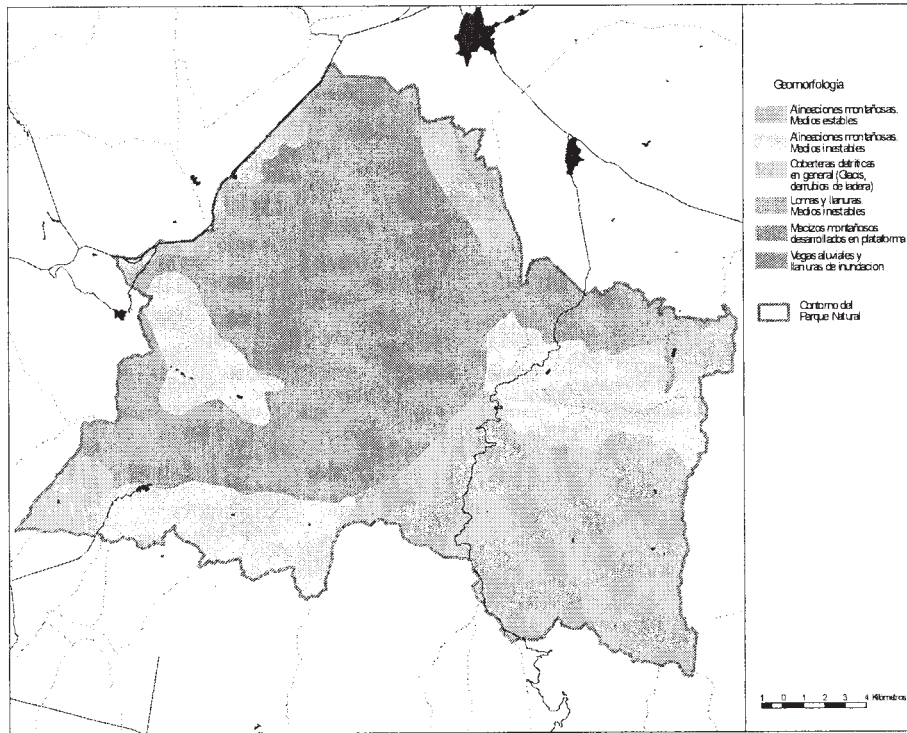 Geomorfología
Alineaciones montañosas.
Medios estables
Alineaciones montañosas.
Medios inestables
Coberteras detríticas
en general (Glacis,
derrubios de ladera)
Lomas y llanuras.
Medios inestables
Macizos montañosos
desarrollados en plataforma
Vegas aluviales y
llanuras de inundación
Contorno del
Parque Natural
1 0 1 2 3 4 Kilómetros